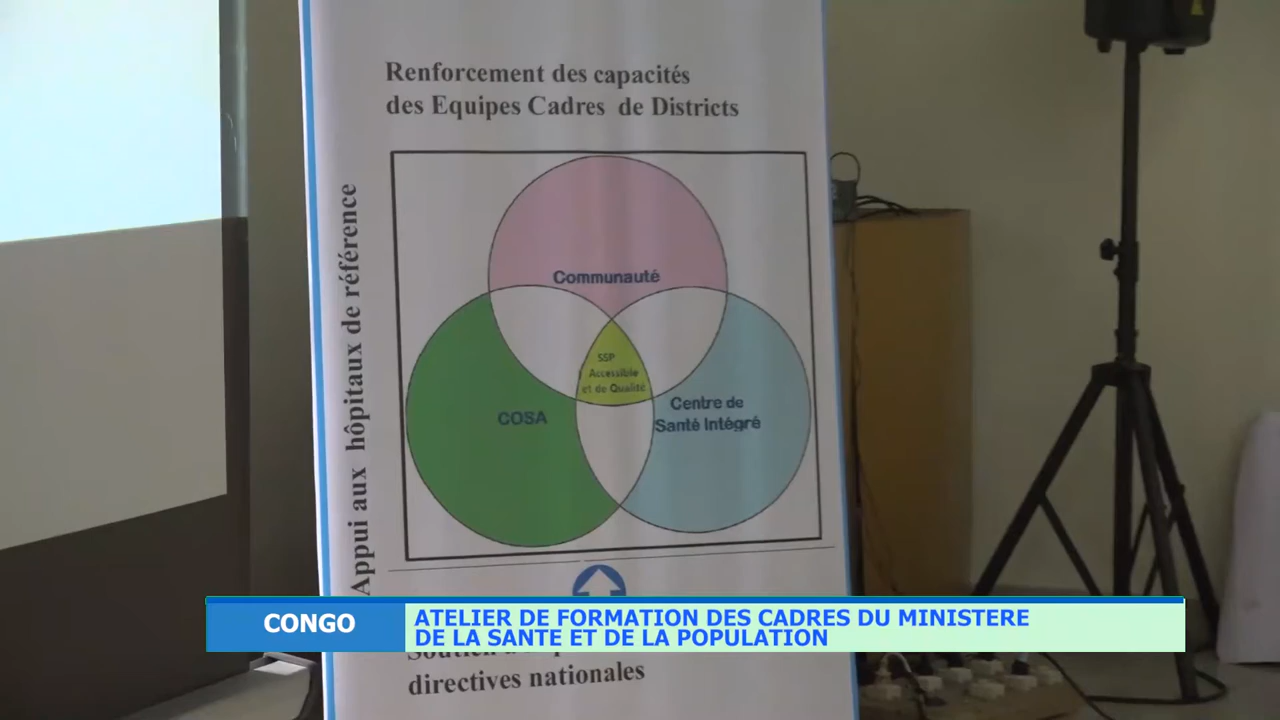 Renforcement des capacités
des Equipes Cadres de Districts
Appui aux hôpitaux de référence
Communauté
SSP
Accessible
et de Qualité
COSA
Centre de
Santé Intégré
CONGO
ATELIER DE FORMATION DES CADRES DU MINISTERE
DE LA SANTE ET DE LA POPULATION
Soutien
directives nationales